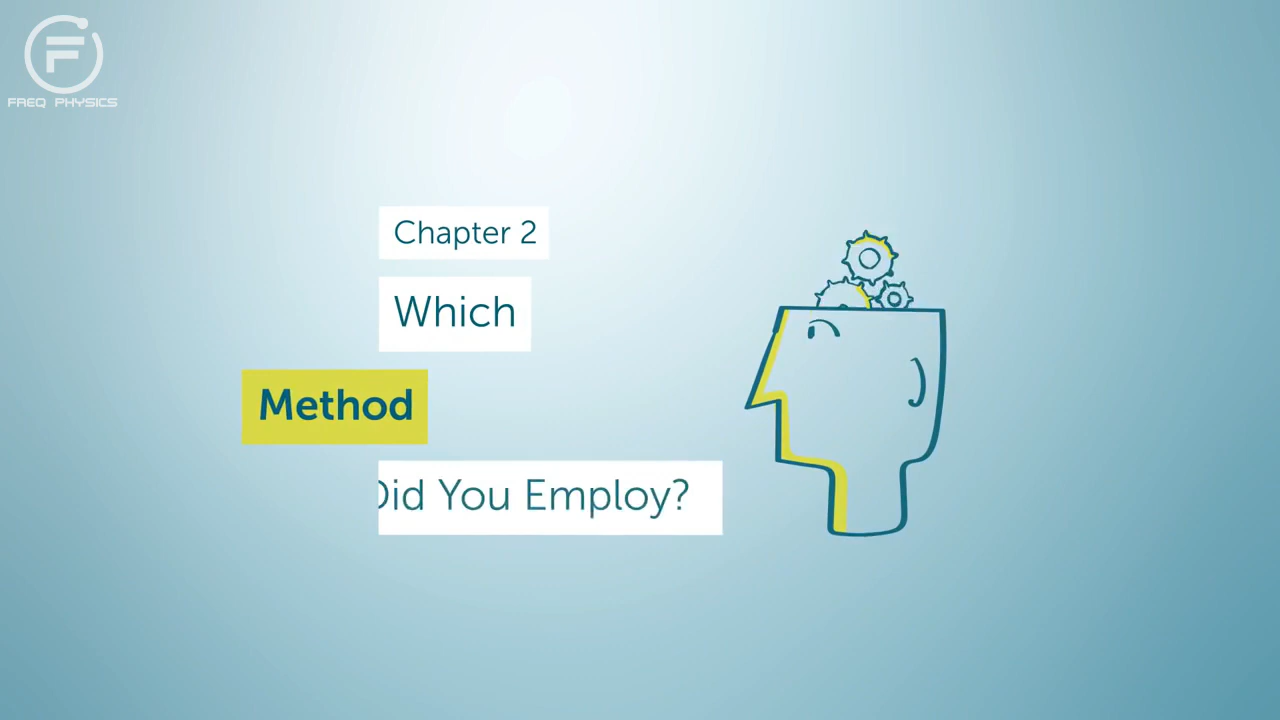 F
FREQ PHYSICS
Chapter 2
Which
Method
Did You Employ?